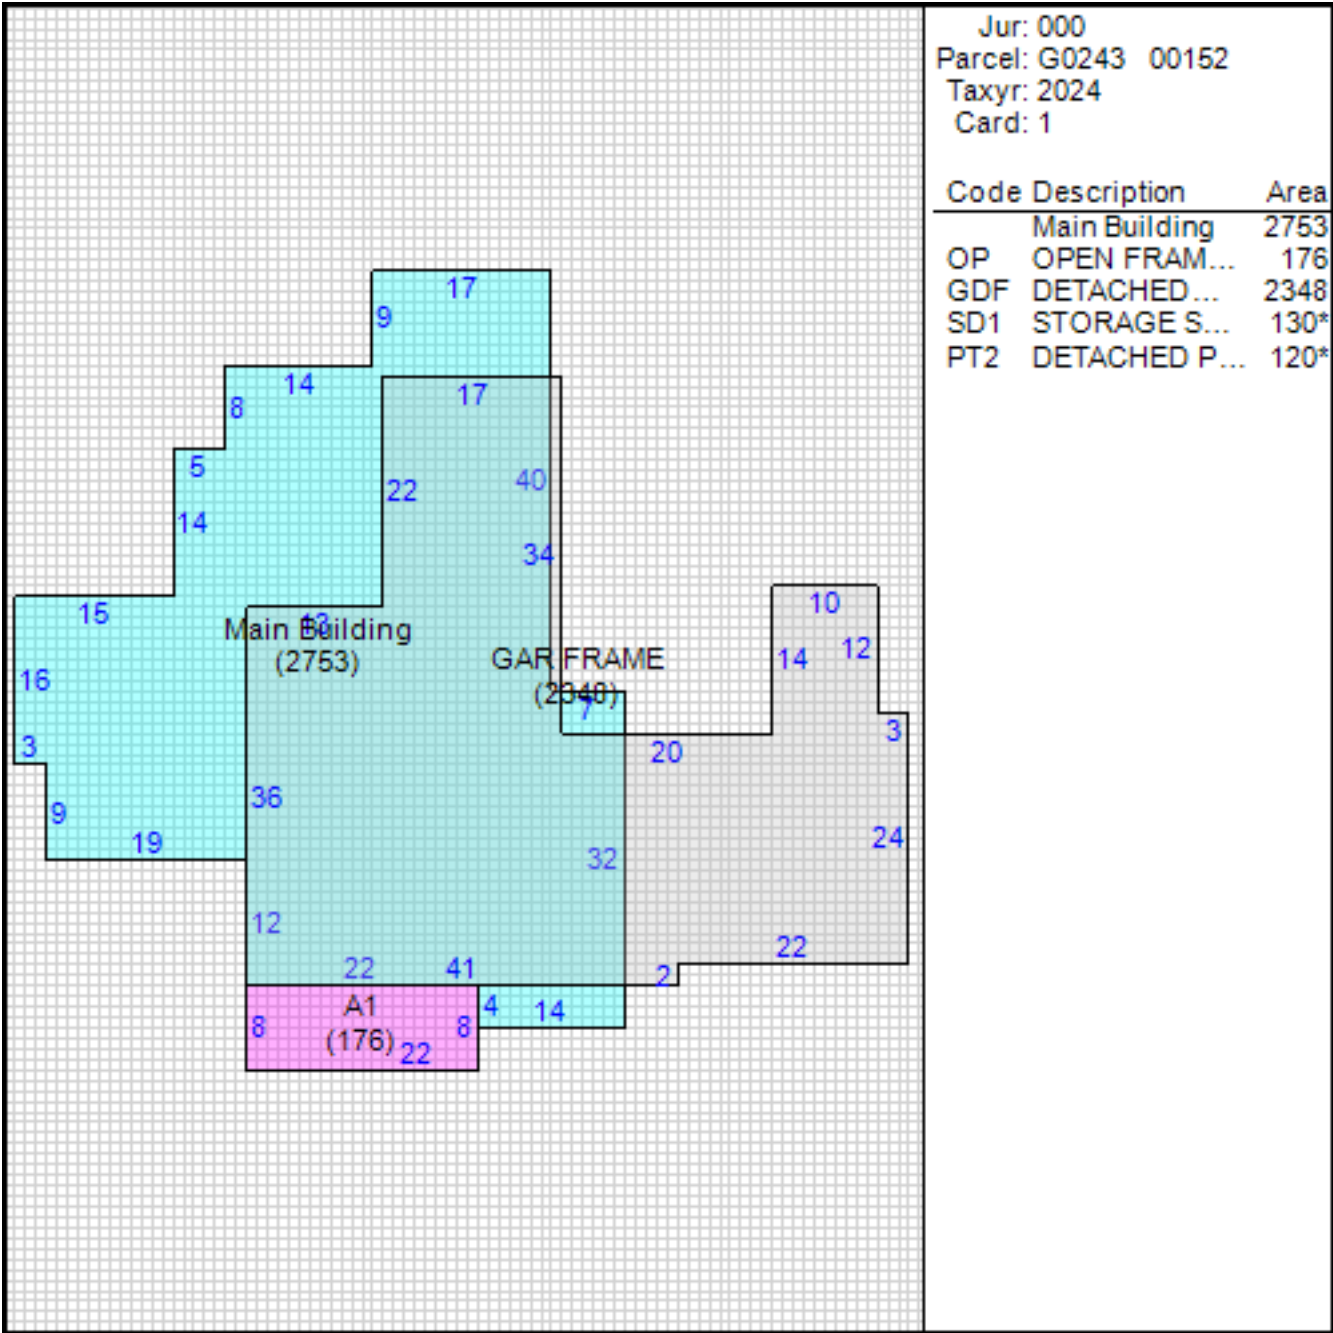 Jur: 000
Parcel: G0243 00152
Taxyr: 2024
Card: 1
Code Description Area
Main Building 2753
OP OPEN FRAM... 176
GDF DETACHED ... 2348
SD1 STORAGE S... 130*
PT2 DETACHED P... 120*
17
9
14
17
8
5
40
22
14
34
10
15
12
Main Building
14
GAR FRAME
(2753)
16
(2348)
7
3
3
20
36
9
24
19
32
12
22
22
41
2
A1
4
14
8
8
(176)
22